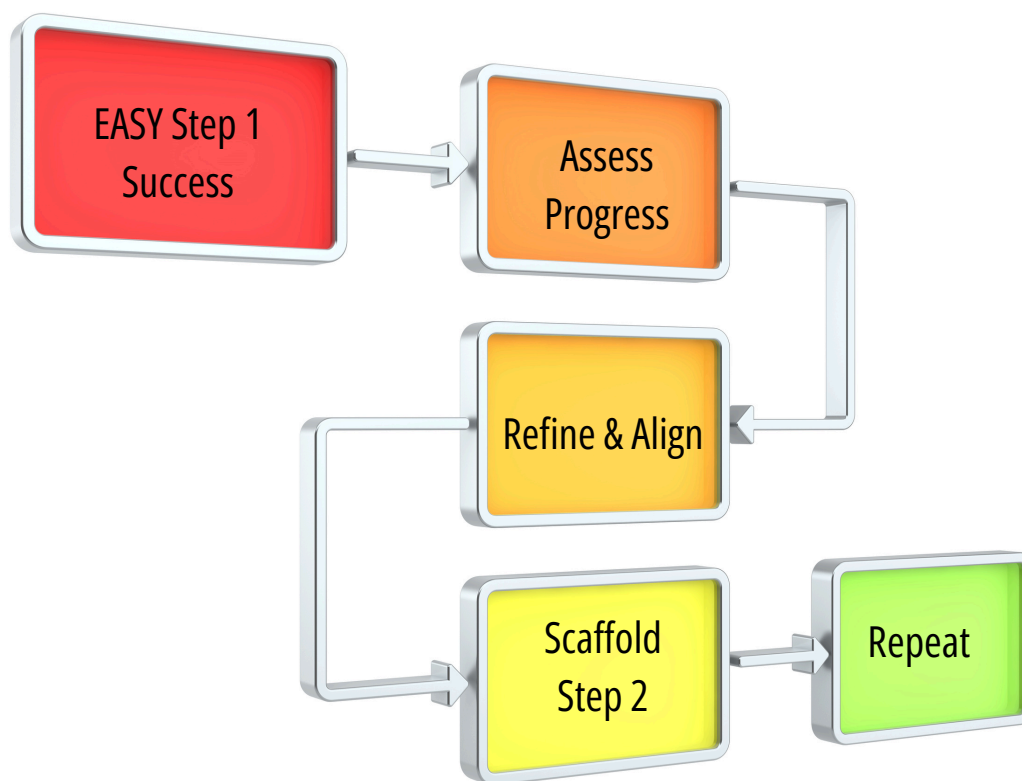 EASY Step 1
Success
Assess
Progress
Refine & Align
Scaffold
Step 2
Repeat